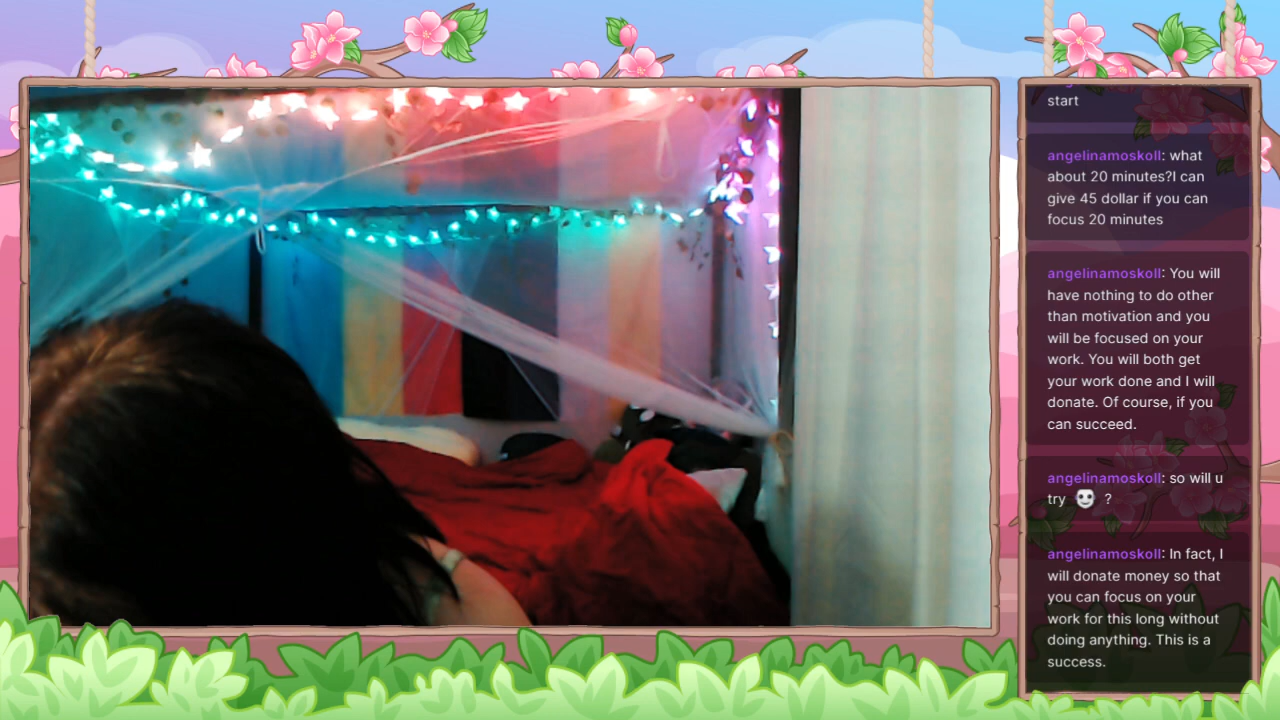 start
angelinamoskoll: what
about 20 minutes?I can
give 45 dollar if you can
focus 20 minutes
angelinamoskoll: You will
have nothing to do other
than motivation and you
will be focused on your
work. You will both get
your work done and I will
donate. Of course, if you
can succeed.
angelinamoskoll: so will u
try ?
angelinamoskoll: In fact, I
will donate money so that
you can focus on your
work for this long without
doing anything. This is a
success.